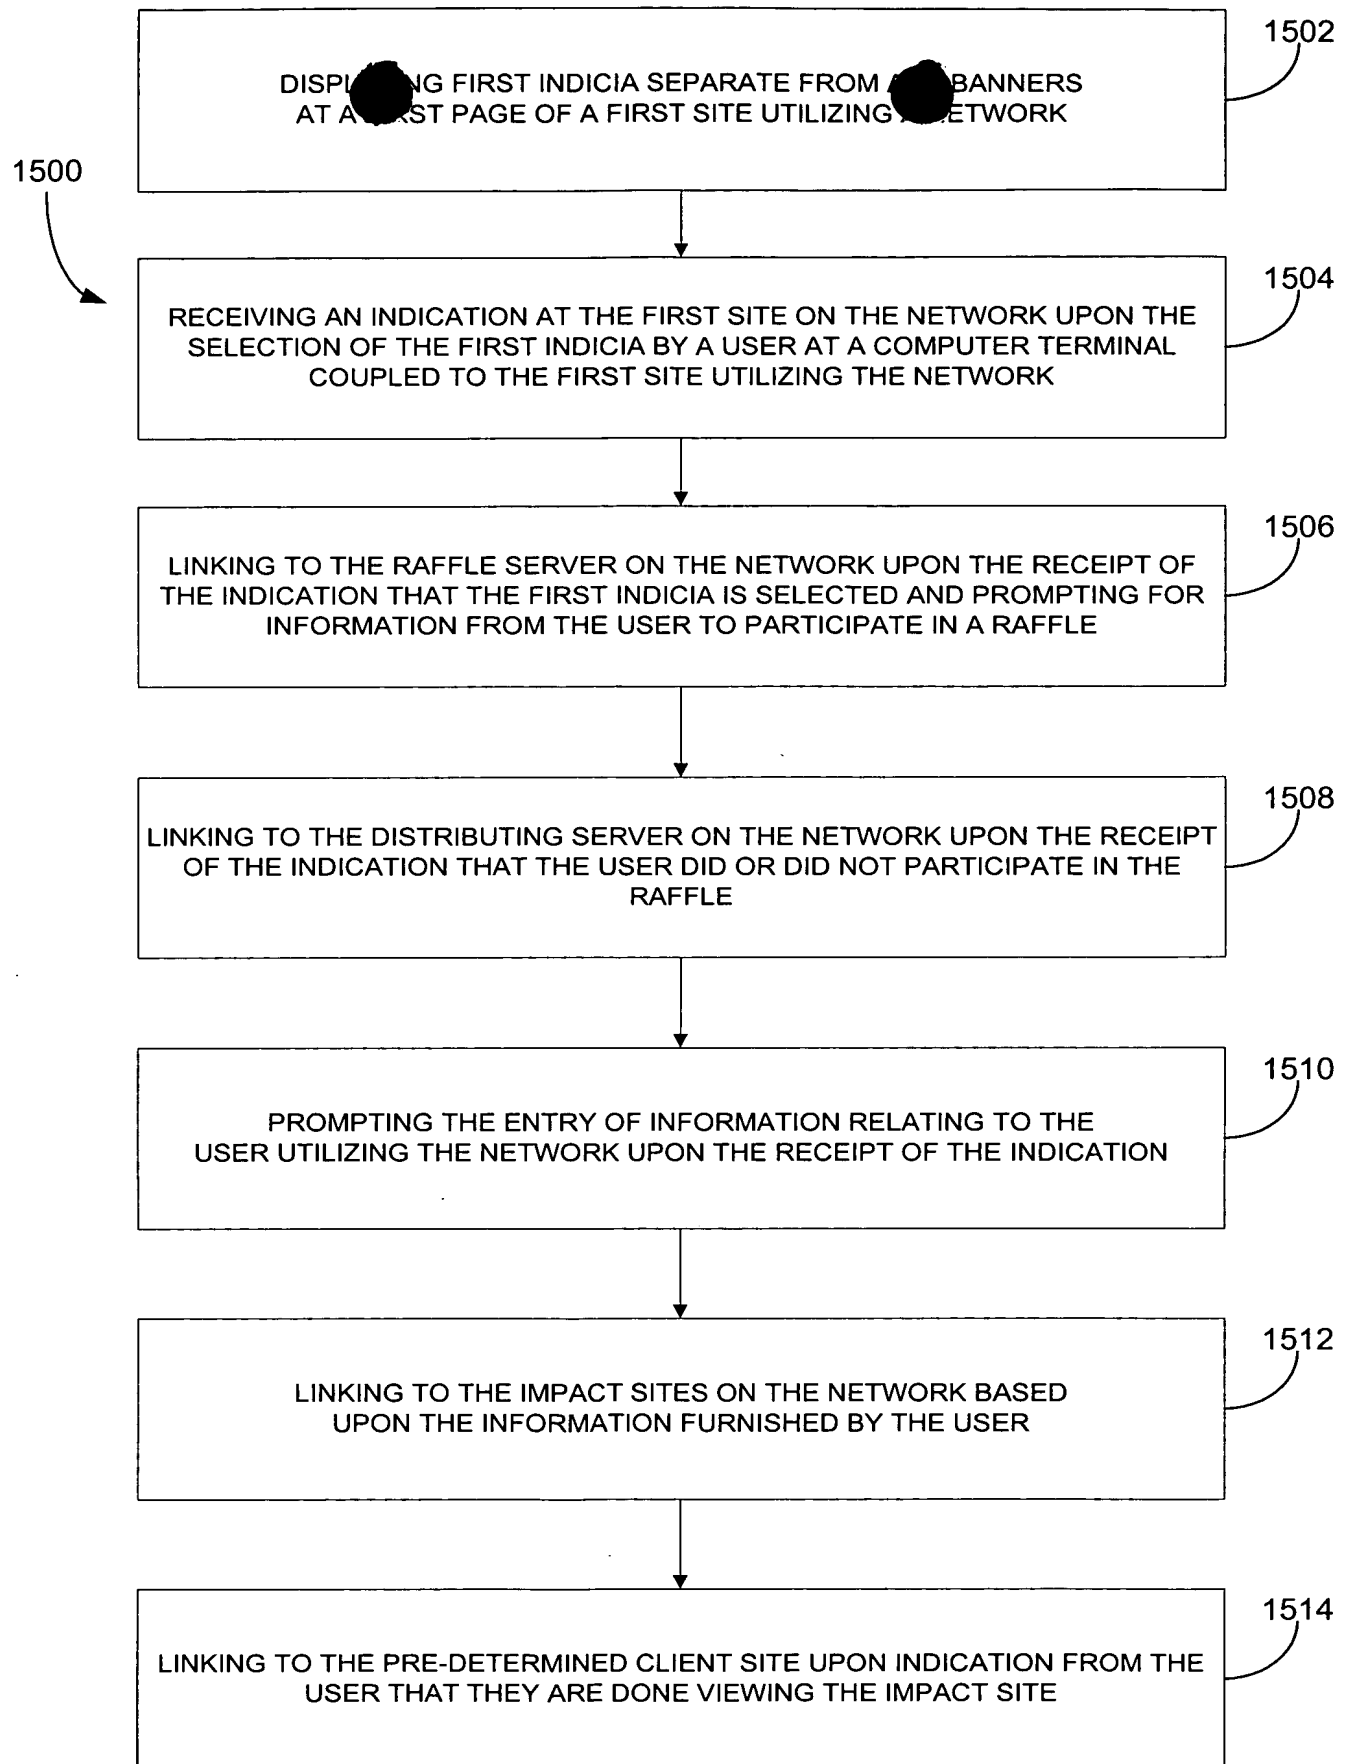 1502
FIRST INDICIA SEPARATE FROM BANNERS
AT A PAGE OF A FIRST SITE UTILIZING
1500
1504
RECEIVING AN INDICATION AT THE FIRST SITE ON THE NETWORK UPON THE
SELECTION OF THE FIRST INDICIA BY A USER AT A COMPUTER TERMINAL
COUPLED TO THE FIRST SITE UTILIZING THE NETWORK
1506
LINKING TO THE RAFFLE SERVER ON THE NETWORK UPON THE RECEIPT OF
THE INDICATION THAT THE FIRST INDICIA IS SELECTED AND PROMPTING FOR
INFORMATION FROM THE USER TO PARTICIPATE IN A RAFFLE
1508
LINKING TO THE DISTRIBUTING SERVER ON THE NETWORK UPON THE RECEIPT
OF THE INDICATION THAT THE USER DID OR DID NOT PARTICIPATE IN THE
RAFFLE
1510
PROMPTING THE ENTRY OF INFORMATION RELATING TO THE
USER UTILIZING THE NETWORK UPON THE RECEIPT OF THE INDICATION
1512
LINKING TO THE IMPACT SITES ON THE NETWORK BASED
UPON THE INFORMATION FURNISHED BY THE USER
1514
LINKING TO THE PRE-DETERMINED CLIENT SITE UPON INDICATION FROM THE
USER THAT THEY ARE DONE VIEWING THE IMPACT SITE